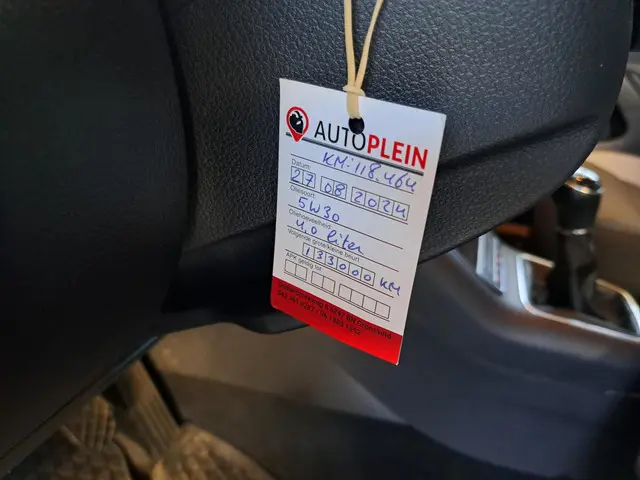 AUTOPLEIN
KM: 118.464
Datum:
27 08 2024
Oliesoort:
5W30
Oliehoeveelheid:
4,0 liter
Volgende grote/kleine beurt
133000 KM
APK geldig tot